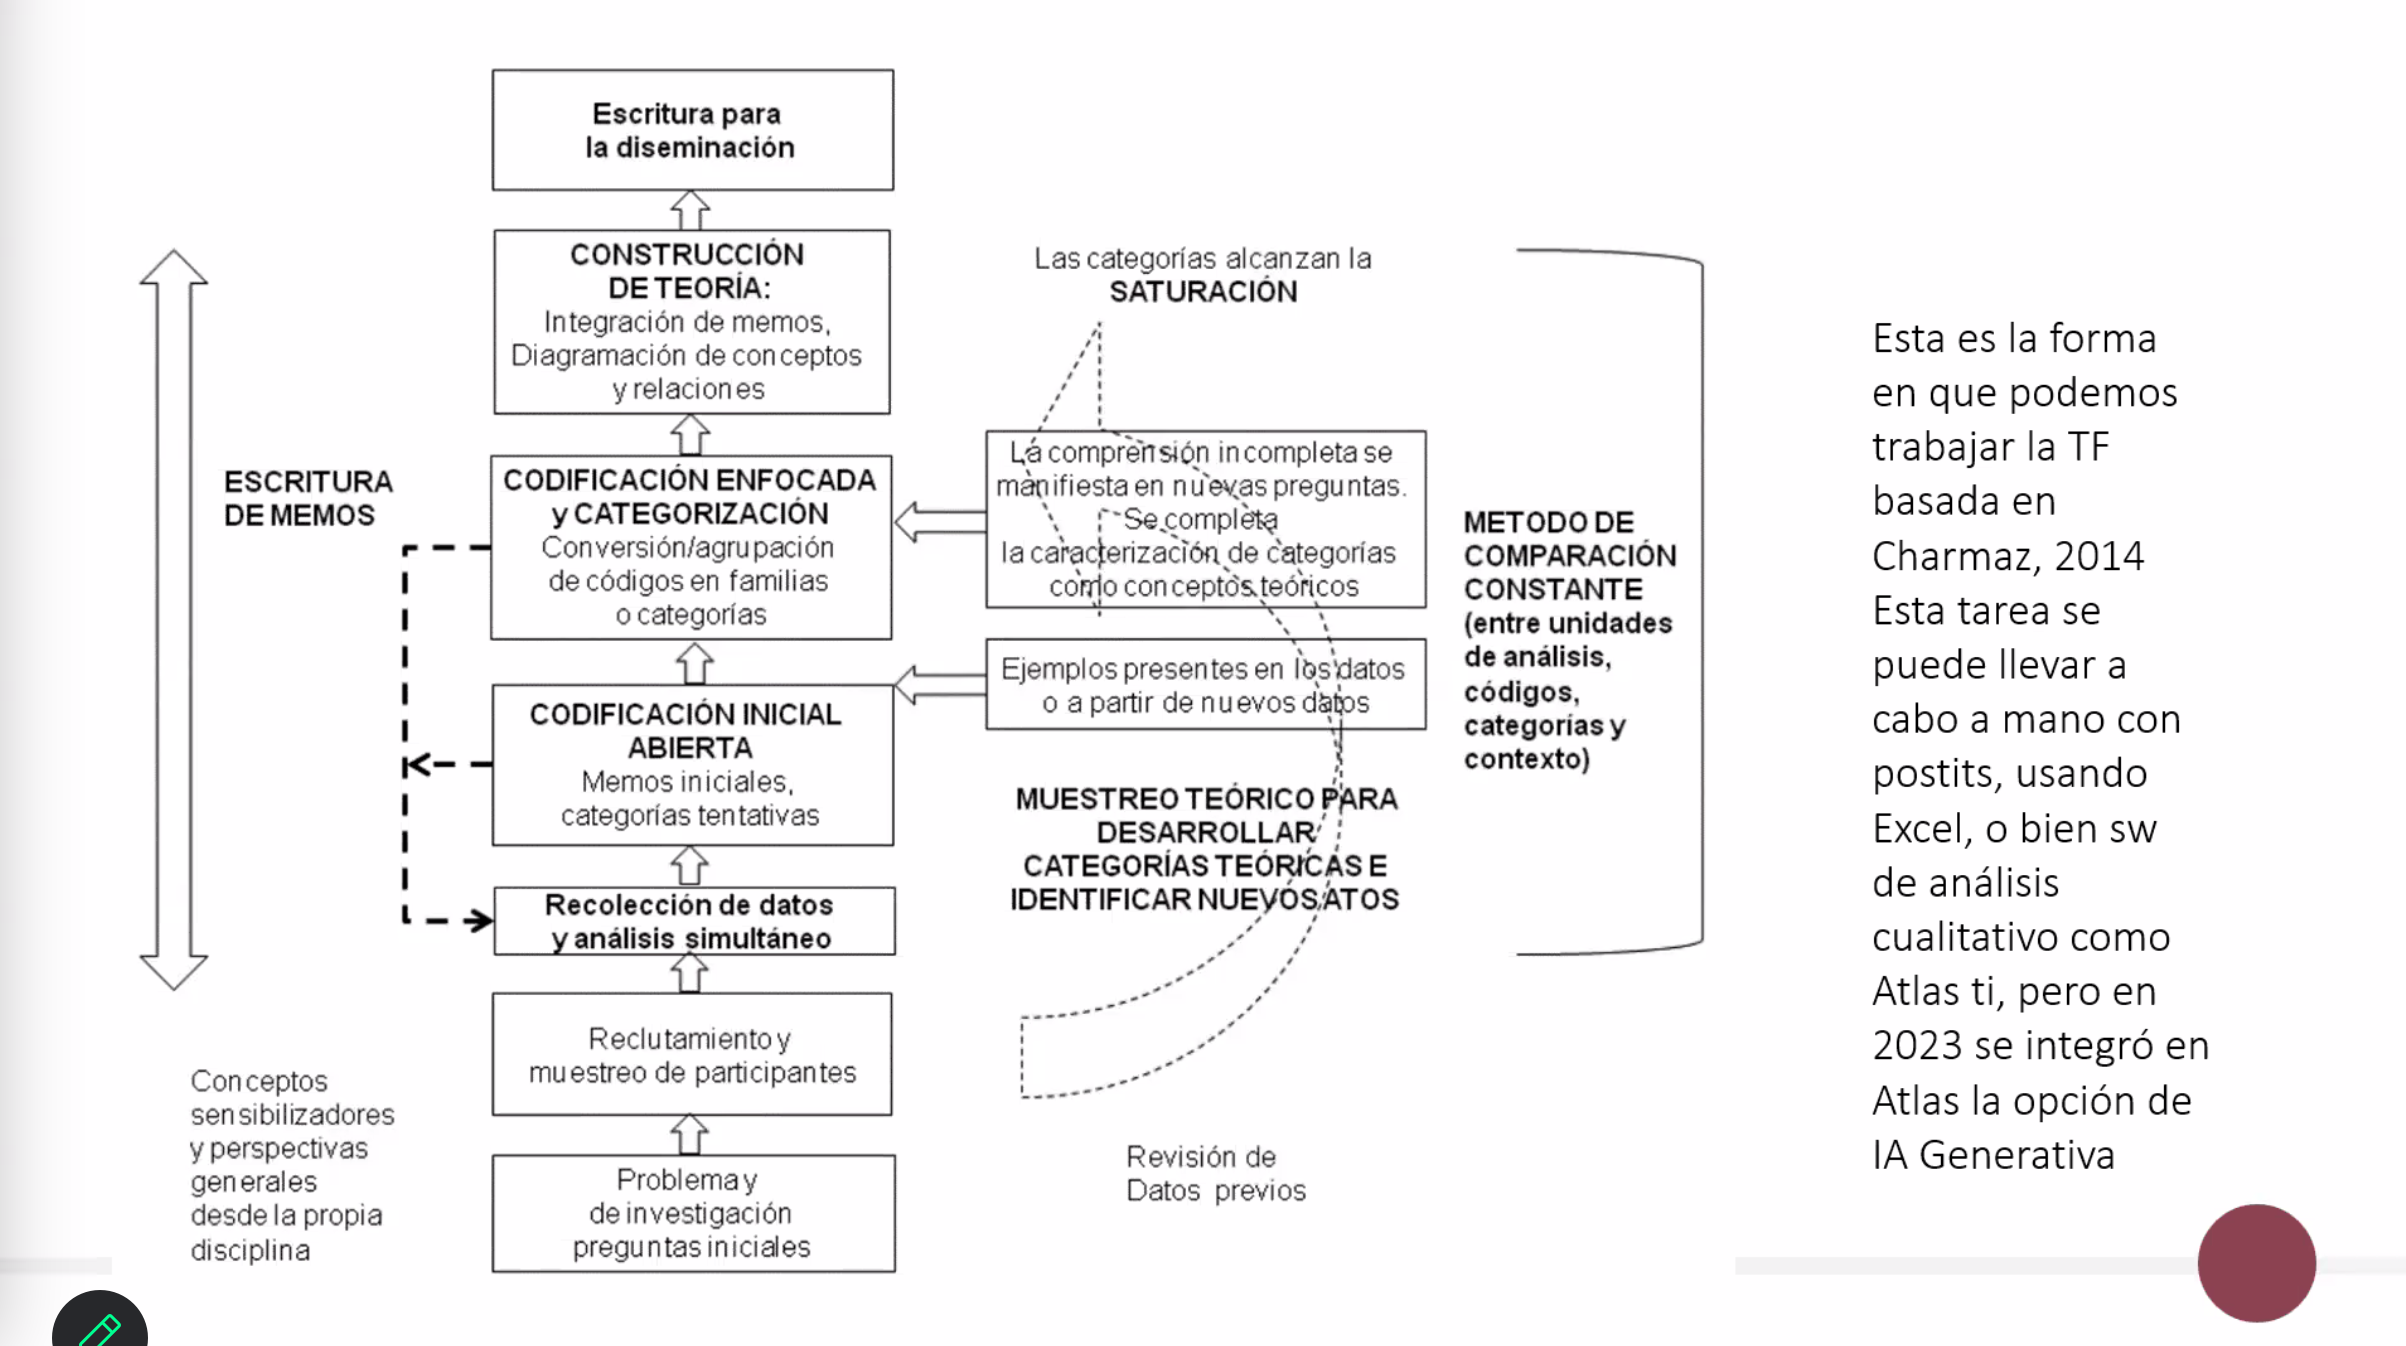 Escritura para
la diseminación
CONSTRUCCIÓN
DE TEORÍA:
Integración de memos,
Diagramación de conceptos
y relaciones
CODIFICACIÓN ENFOCADA
y CATEGORIZACIÓN
Conversión/agrupación
de códigos en familias
o categorías
CODIFICACIÓN INICIAL
ABIERTA
Memos iniciales,
categorías tentativas
Recolección de datos
y análisis simultáneo
Reclutamiento y
muestreo de participantes
Problema y
de investigación
preguntas iniciales
ESCRITURA
DE MEMOS
Conceptos
sensibilizadores
y perspectivas
generales
desde la propia
disciplina
Las categorías alcanzan la
SATURACIÓN
La comprensión incompleta se
manifiesta en nuevas preguntas.
Se completa
la caracterización de categorías
como conceptos teóricos
Ejemplos presentes en los datos
o a partir de nuevos datos
MUESTREO TEÓRICO PARA
DESARROLLAR
CATEGORÍAS TEÓRICAS E
IDENTIFICAR NUEVOS ATOS
Revisión de
Datos previos
METODO DE
COMPARACIÓN
CONSTANTE
(entre unidades
de análisis,
códigos,
categorías y
contexto)
Esta es la forma
en que podemos
trabajar la TF
basada en
Charmaz, 2014
Esta tarea se
puede llevar a
cabo a mano con
postits, usando
Excel, o bien sw
de análisis
cualitativo como
Atlas ti, pero en
2023 se integró en
Atlas la opción de
IA Generativa